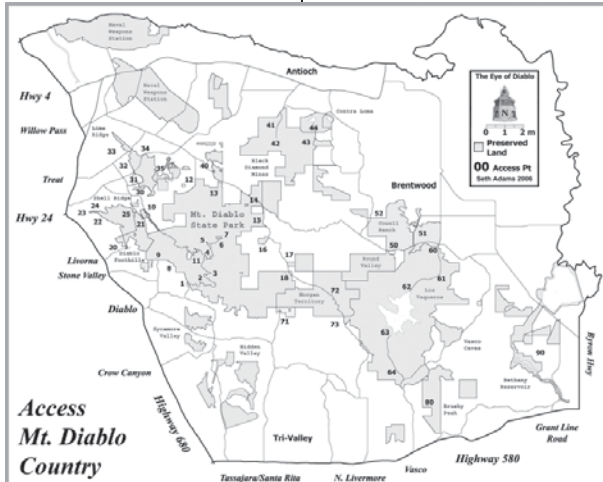 Naval
Weapons
Station
Antioch
The Eye of Diablo
N
0 1 2 m
Preserved
Land
00 Access Pt
Seth Adams 2006
Hwy 4
Naval
Weapons
Station
Contra Loma
Willow Pass
Lime
Ridge
34
33
41
44
42
43
32
35
40
Black
Diamond
Mines
Treat
31
12
30
13
Brentwood
Shell Ridge
24
23
22
25
10
21
14
15
Mt. Diablo
State Park
52
Cowell
Ranch
51
Hwy 24
20
Diablo
Foothills
5
7
4
6
16
17
50
60
Livorna
Stone Valley
9
8
11
2
3
1
18
Round
Valley
62
61
Los
Vaqueros
Morgan
Territory
72
Diablo
Sycamore
Valley
71
73
63
Vasco
Caves
90
Byron Hwy
Hidden
Valley
Crow Canyon
64
Bethany
Reservoir
80
Brushy
Peak
Access
Mt. Diablo
Country
Highway 680
Tri-Valley
Grant Line
Road
Tassajara/Santa Rita
N. Livermore
Vasco
Highway 580